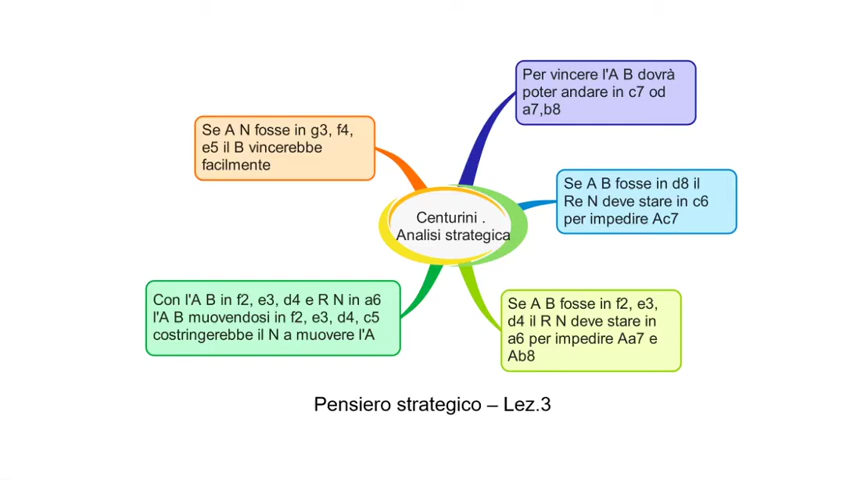 Per vincere l'A B dovrà
poter andare in c7 od
a7,b8
Se A N fosse in g3, f4,
e5 il B vincerebbe
facilmente
Se A B fosse in d8 il
Re N deve stare in c6
per impedire Ac7
Centurini .
Analisi strategica
Con l'A B in f2, e3, d4 e R N in a6
l'A B muovendosi in f2, e3, d4, c5
costringerebbe il N a muovere l'A
Se A B fosse in f2, e3,
d4 il R N deve stare in
a6 per impedire Aa7 e
Ab8
Pensiero strategico – Lez.3